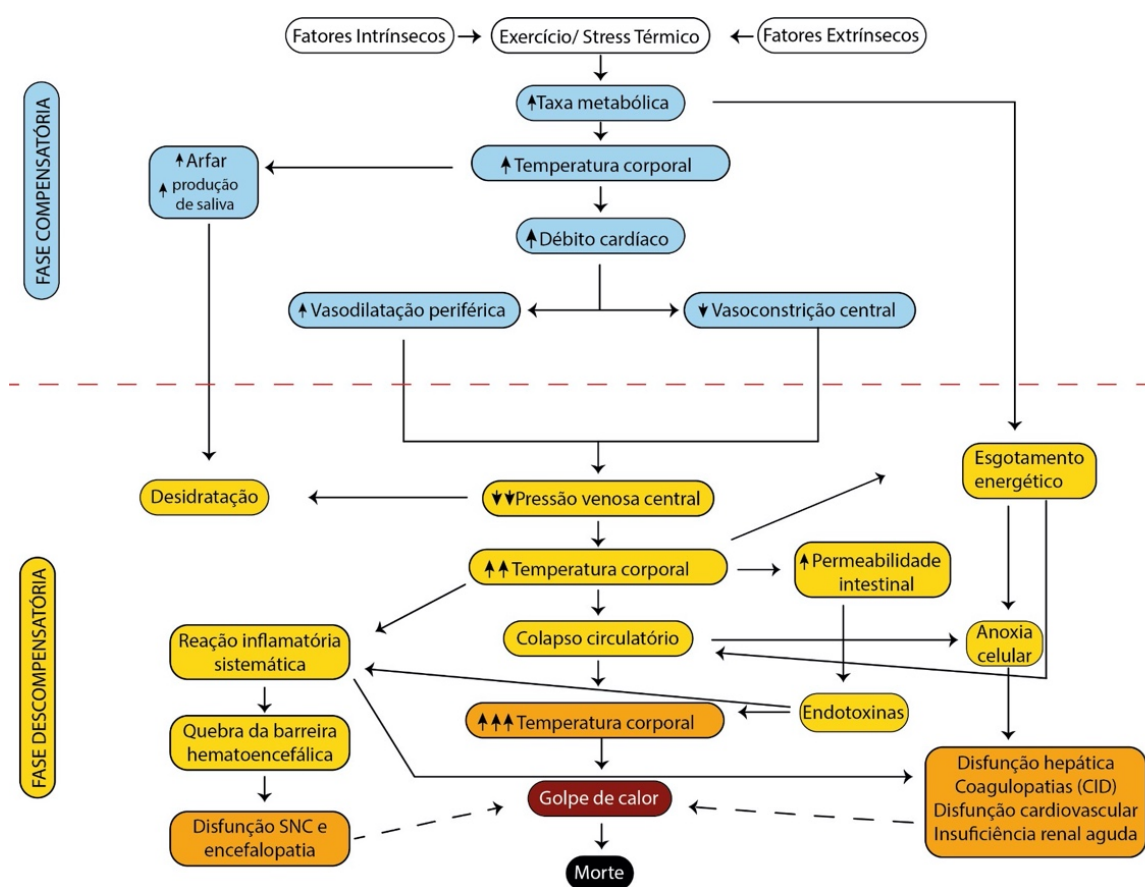 Fatores Intrínsecos
Exercício/ Stress Térmico
Fatores Extrínsecos
FASE COMPENSATÓRIA
Taxa metabólica
Arfar
produção
de saliva
Temperatura corporal
Débito cardíaco
Vasodilatação periférica
Vasoconstrição central
FASE DESCOMPENSATÓRIA
Desidratação
Pressão venosa central
Esgotamento
energético
Temperatura corporal
Permeabilidade
intestinal
Reação inflamatória
sistemática
Colapso circulatório
Anoxia
celular
Quebra da barreira
hematoencefálica
Temperatura corporal
Endotoxinas
Disfunção SNC e
encefalopatia
Golpe de calor
Disfunção hepática
Coagulopatias (CID)
Disfunção cardiovascular
Insuficiência renal aguda
Morte